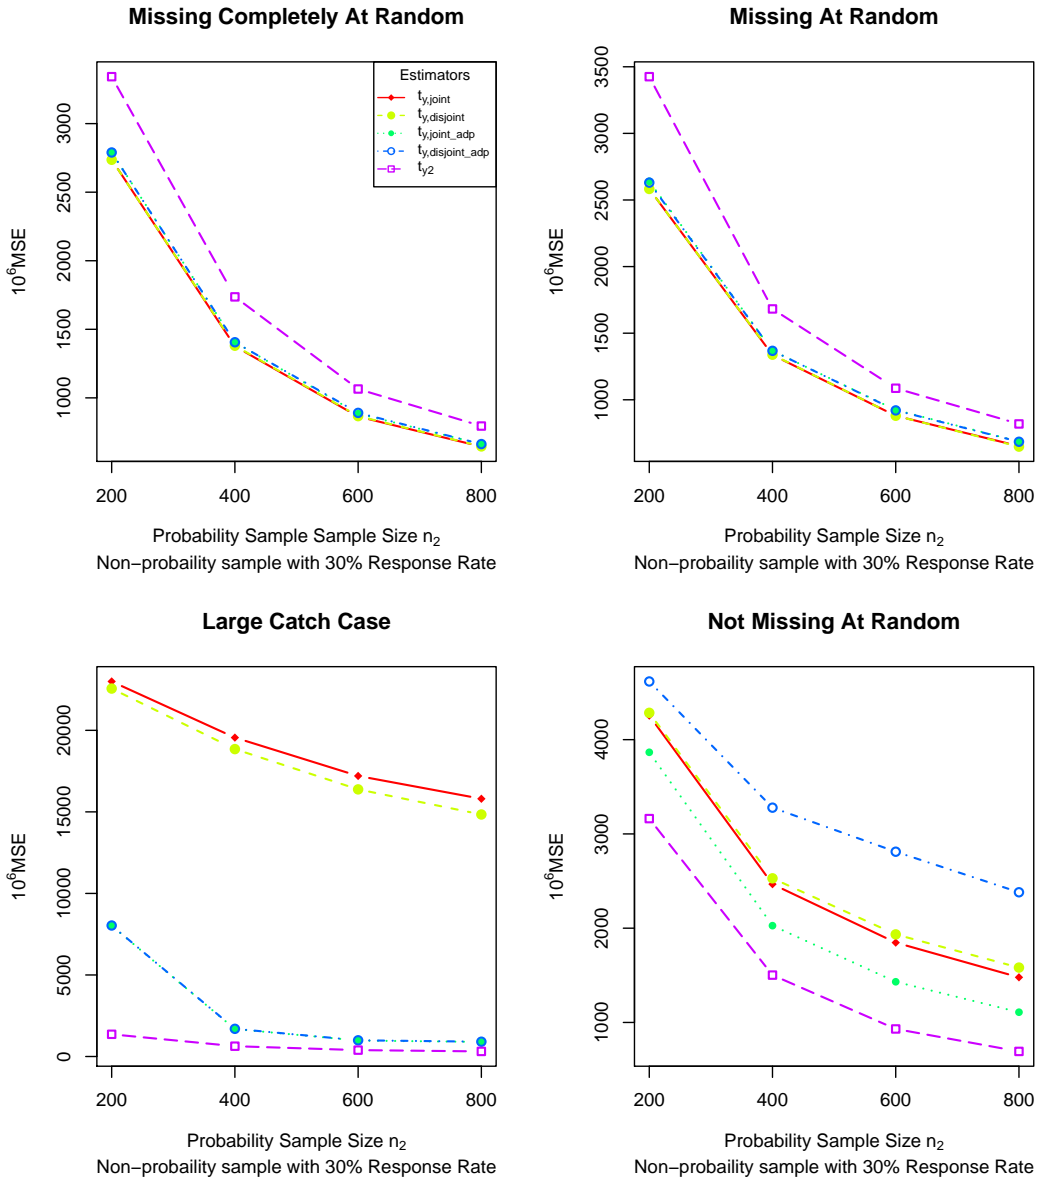 Missing Completely At Random
3000
2500
2000
1500
1000
10^6MSE
Estimators
t_y,joint
t_y,disjoint
t_y,joint_adp
t_y,disjoint_adp
t_y2
200 400 600 800
Probability Sample Sample Size n_2
Non−probaility sample with 30% Response Rate
Missing At Random
3500
3000
2500
2000
1500
1000
10^6MSE
200 400 600 800
Probability Sample Size n_2
Non−probaility sample with 30% Response Rate
Large Catch Case
20000
15000
10000
5000
0
10^6MSE
200 400 600 800
Probability Sample Size n_2
Non−probaility sample with 30% Response Rate
Not Missing At Random
4000
3000
2000
1000
10^6MSE
200 400 600 800
Probability Sample Size n_2
Non−probaility sample with 30% Response Rate